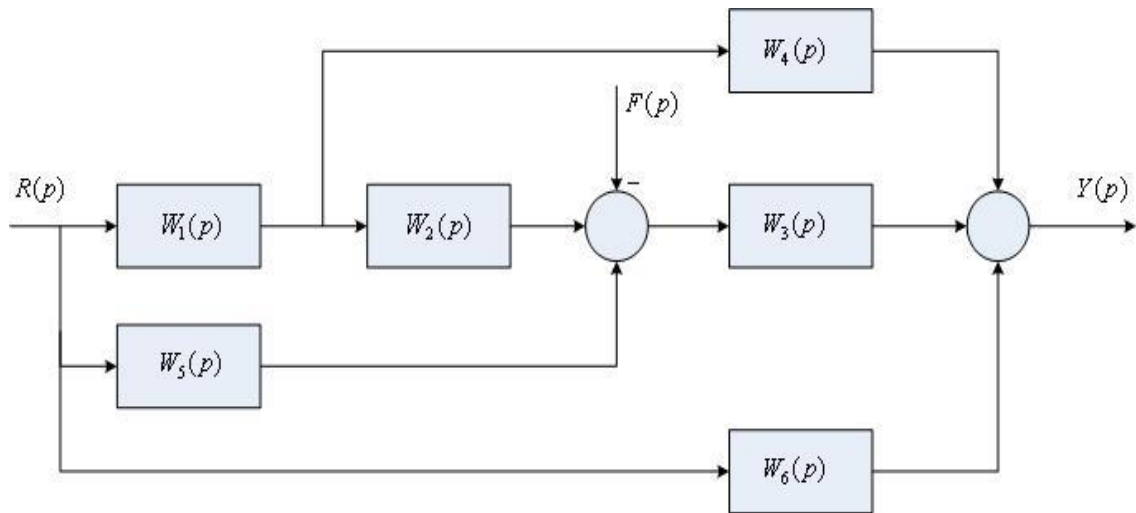 W₄(p)
F(p)
−
R(p)
W₁(p)
W₂(p)
W₃(p)
Y(p)
W₅(p)
W₆(p)